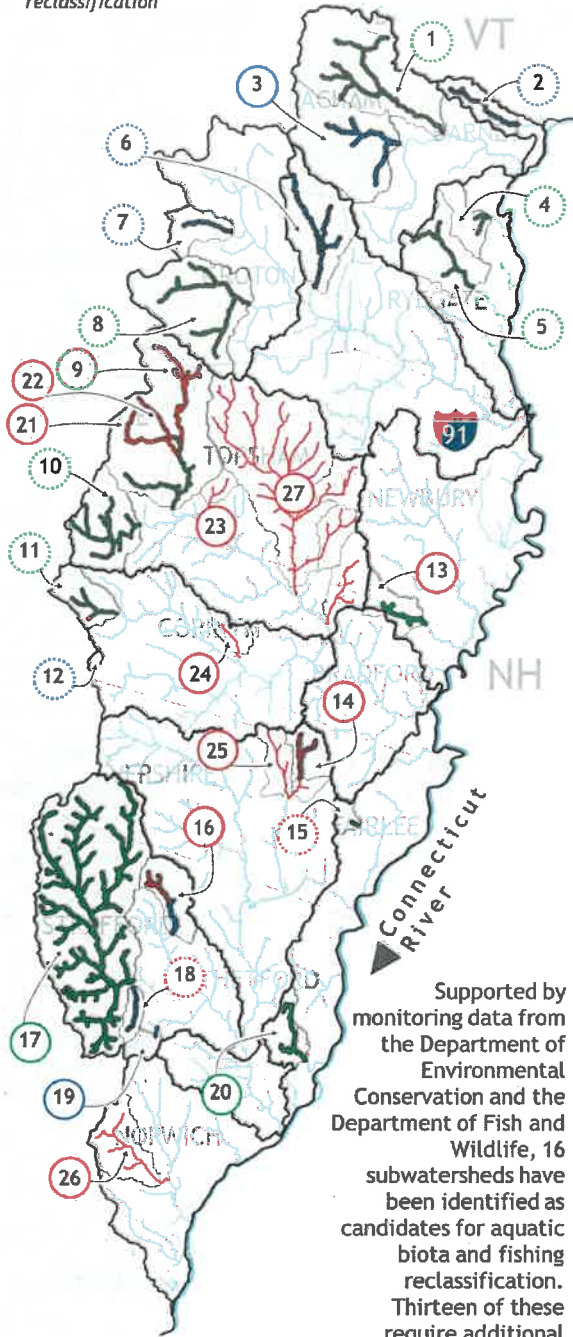 reclassification
VT
1
2
3
6
7
4
5
8
9
22
21
10
91
NEWBURY
27
23
11
13
12
24
NH
14
25
15
16
Connecticut
River
18
17
20
19
NORWICH
26
Supported by
monitoring data from
the Department of
Environmental
Conservation and the
Department of Fish and
Wildlife, 16
subwatersheds have
been identified as
candidates for aquatic
biota and fishing
reclassification.
Thirteen of these
require additional